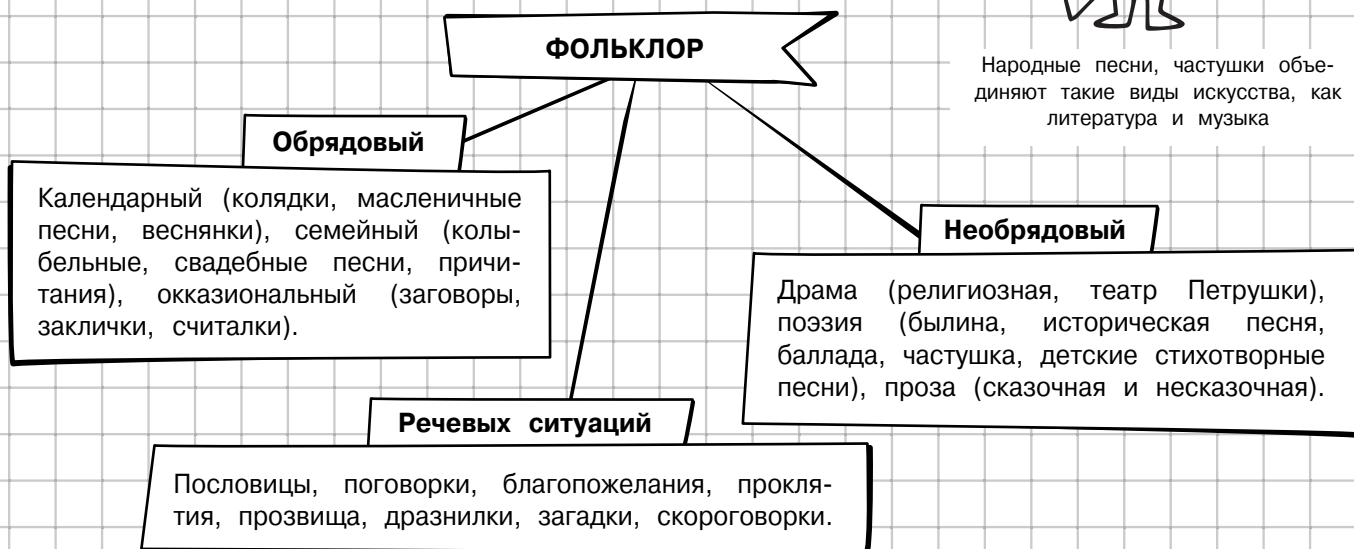 ФОЛЬКЛОР
Народные песни, частушки объе-
диняют такие виды искусства, как
литература и музыка
Обрядовый
Календарный (колядки, масленичные
песни, веснянки), семейный (колы-
бельные, свадебные песни, причи-
тания), окказиональный (заговоры,
заклички, считалки).
Необрядовый
Драма (религиозная, театр Петрушки),
поэзия (былина, историческая песня,
баллада, частушка, детские стихотворные
песни), проза (сказочная и несказочная).
Речевых ситуаций
Пословицы, поговорки, благопожелания, прокля-
тия, прозвища, дразнилки, загадки, скороговорки.